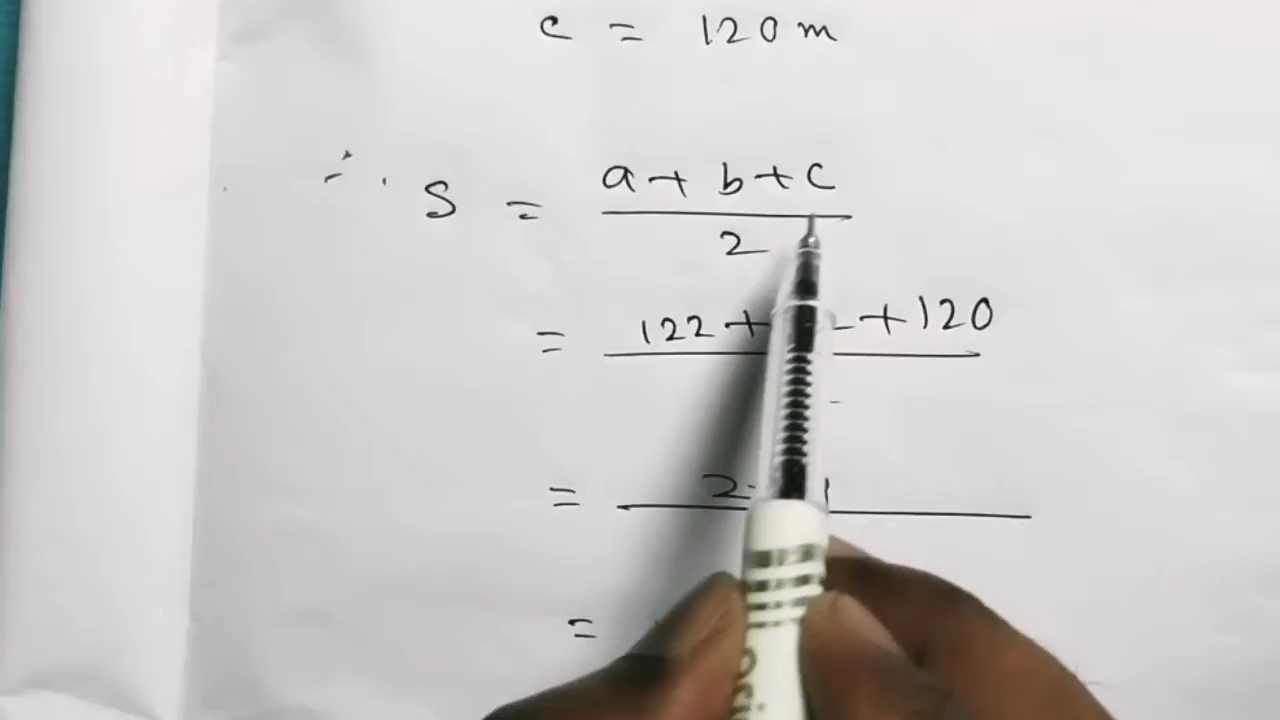 c = 120 m
∴ S = a + b + c
2
= 122 + + 120
=
=